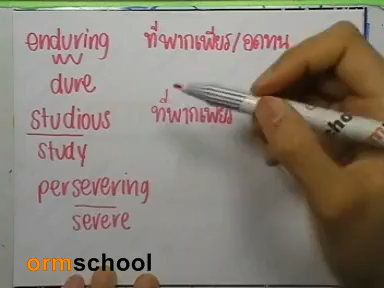 enduring ที่พากเพียร/อดทน
dure
studious ที่พากเพียร
study
persevering
severe
ormschool